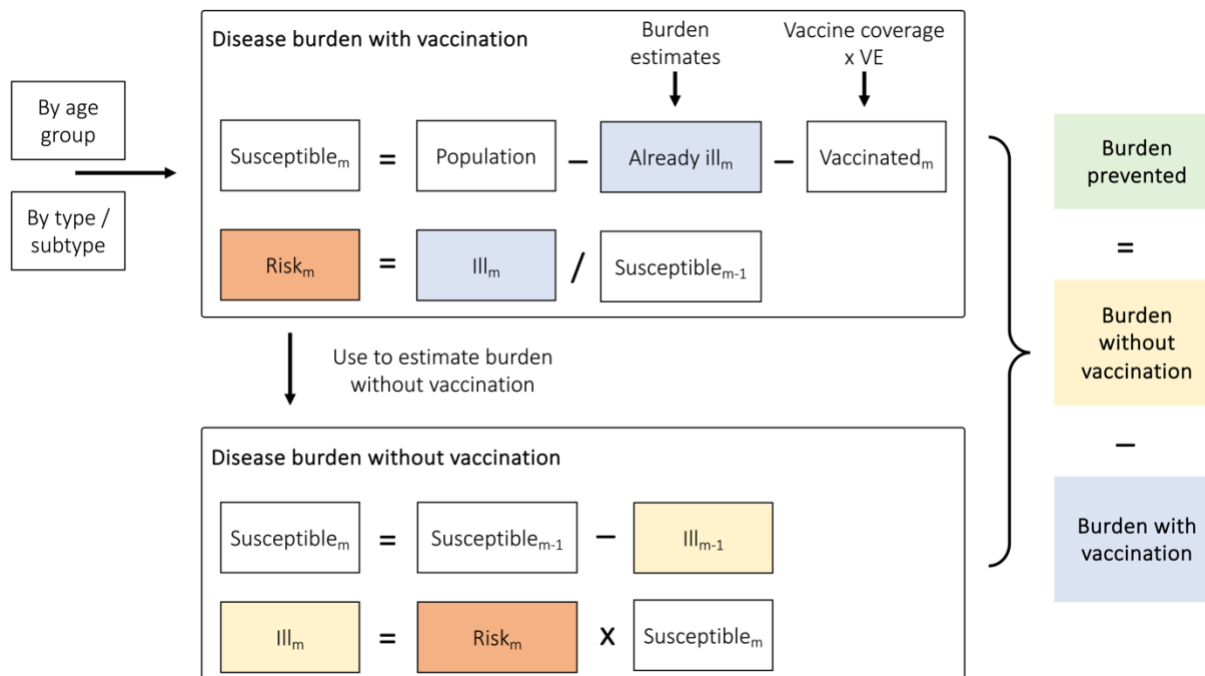 By age
group
By type /
subtype
Disease burden with vaccination
Burden
estimates
Vaccine coverage
x VE
Susceptibleₘ = Population − Already illₘ − Vaccinatedₘ
Riskₘ = Illₘ / Susceptibleₘ₋₁
Use to estimate burden
without vaccination
Disease burden without vaccination
Susceptibleₘ = Susceptibleₘ₋₁ − Illₘ₋₁
Illₘ = Riskₘ x Susceptibleₘ
Burden
prevented
=
Burden
without
vaccination
−
Burden with
vaccination